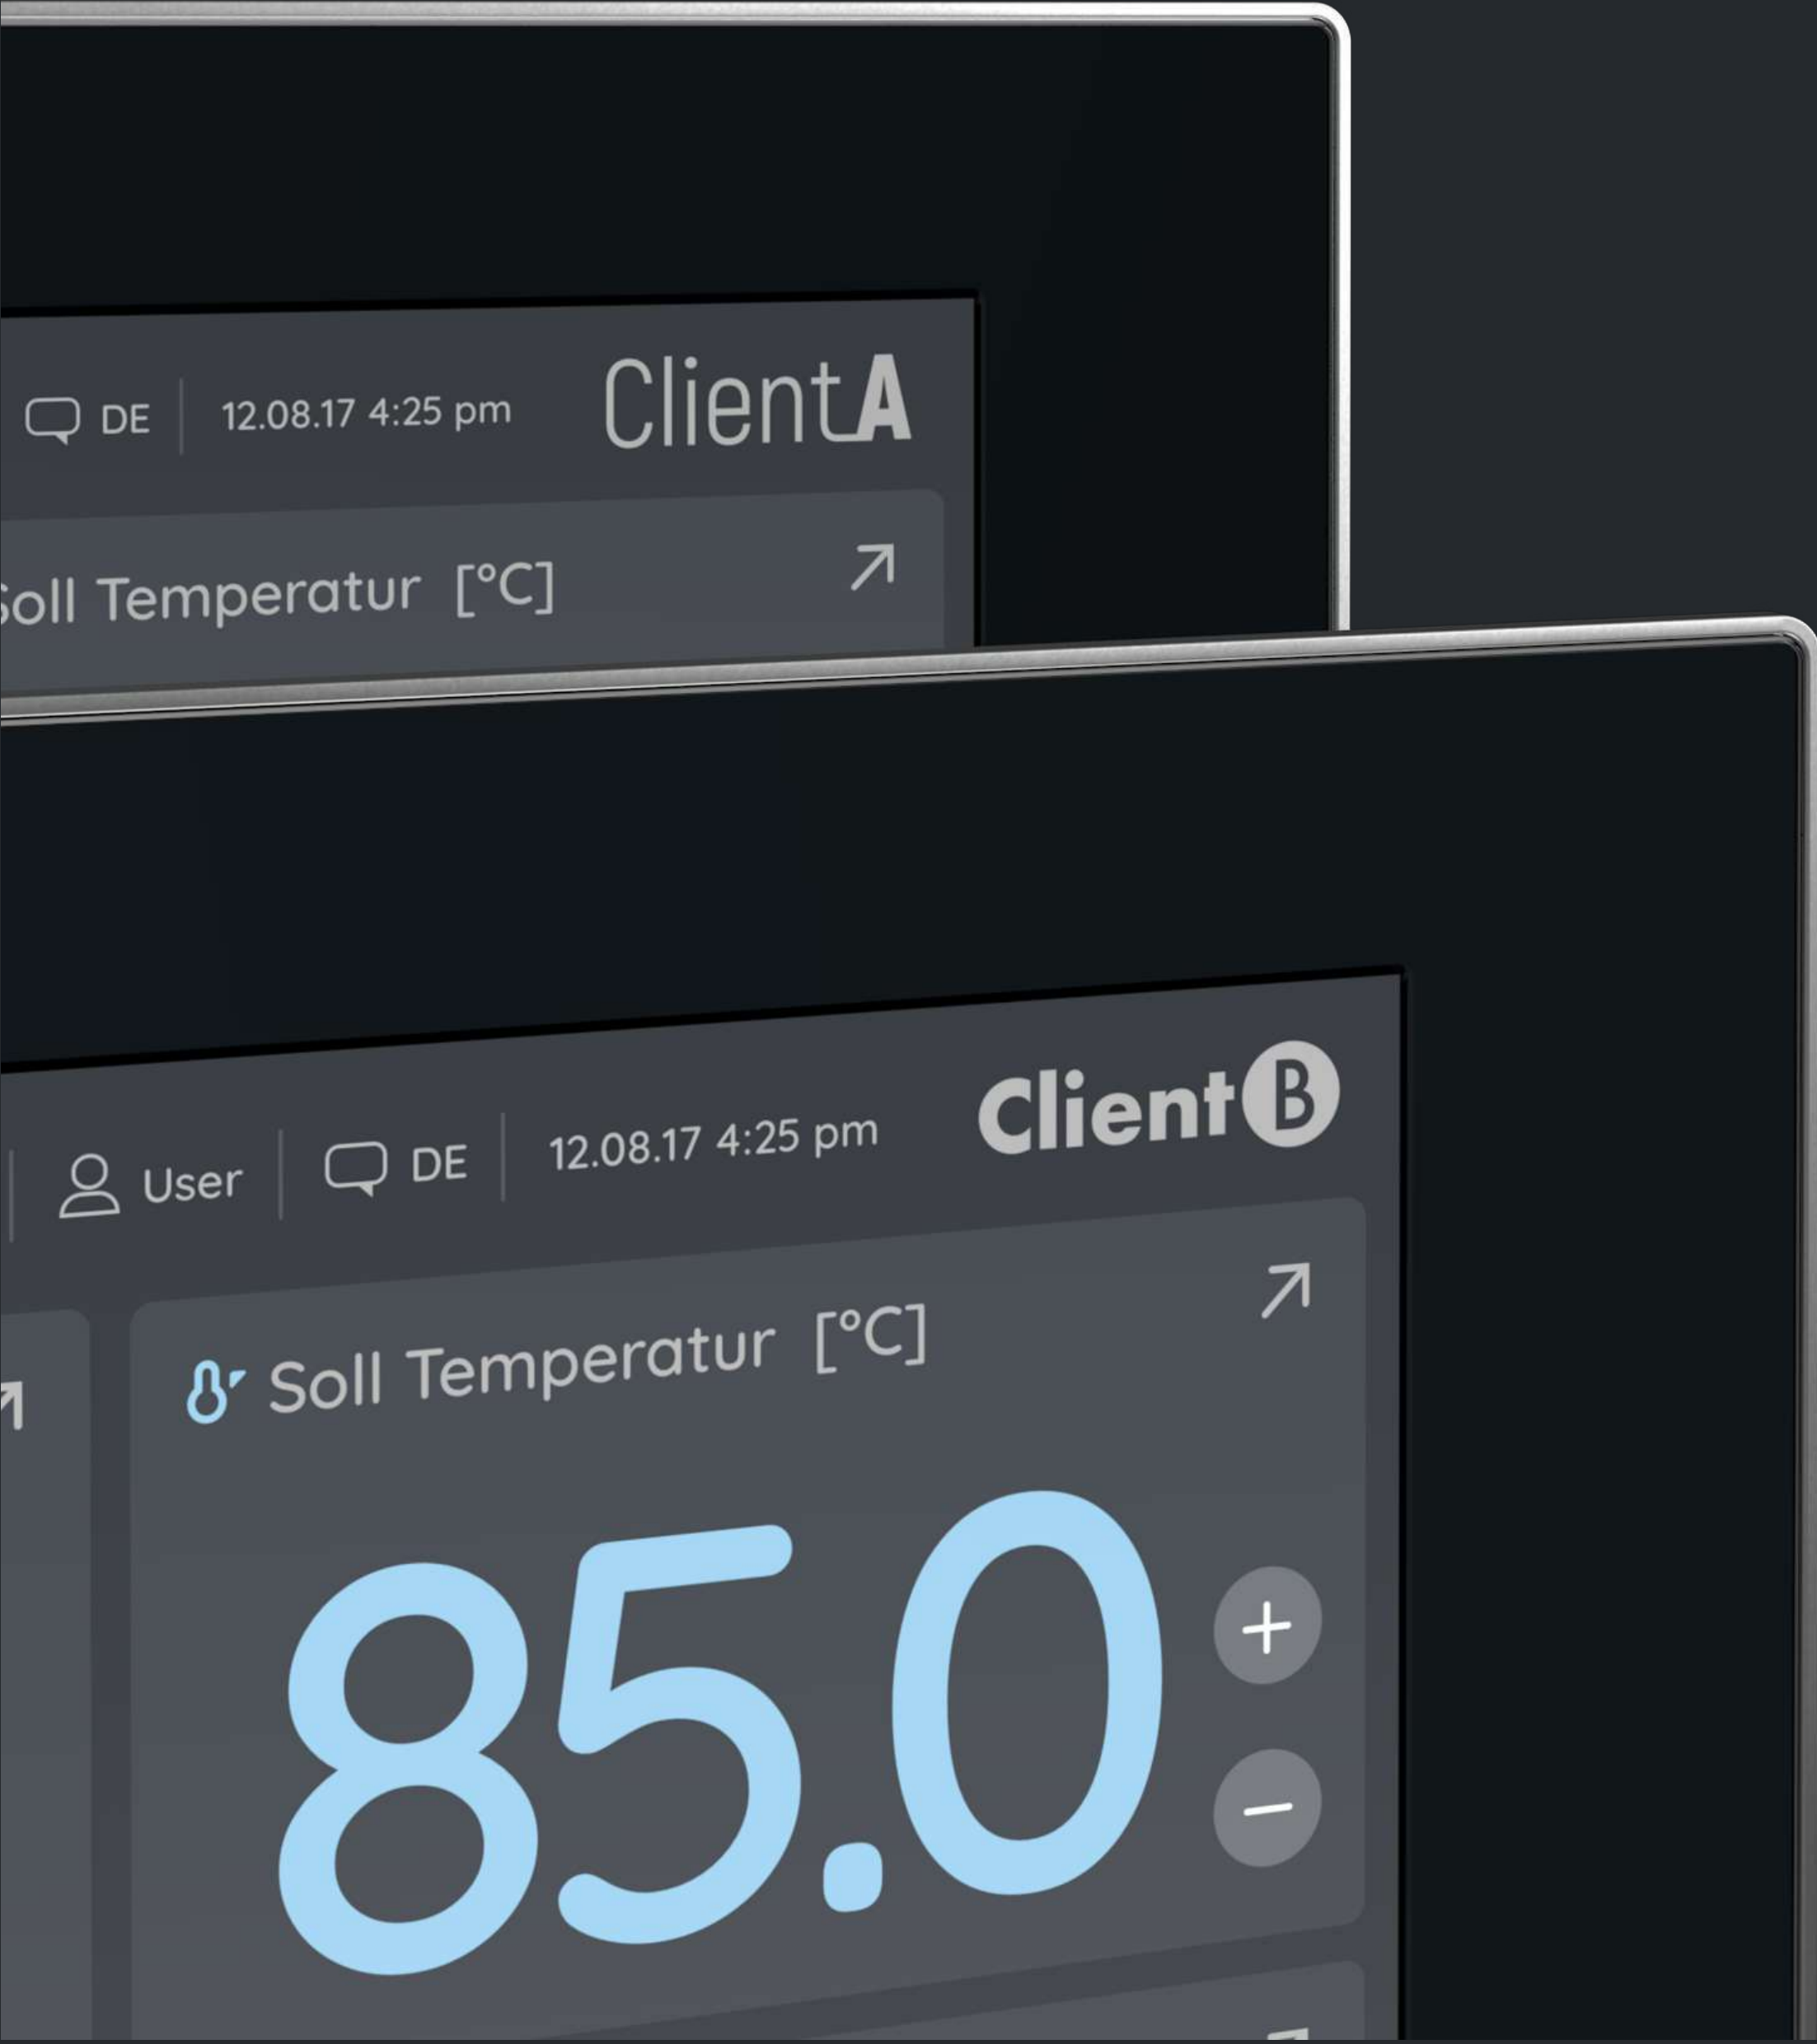 DE 12.08.17 4:25 pm ClientA
Soll Temperatur [°C]
User DE 12.08.17 4:25 pm ClientB
Soll Temperatur [°C]
85.0